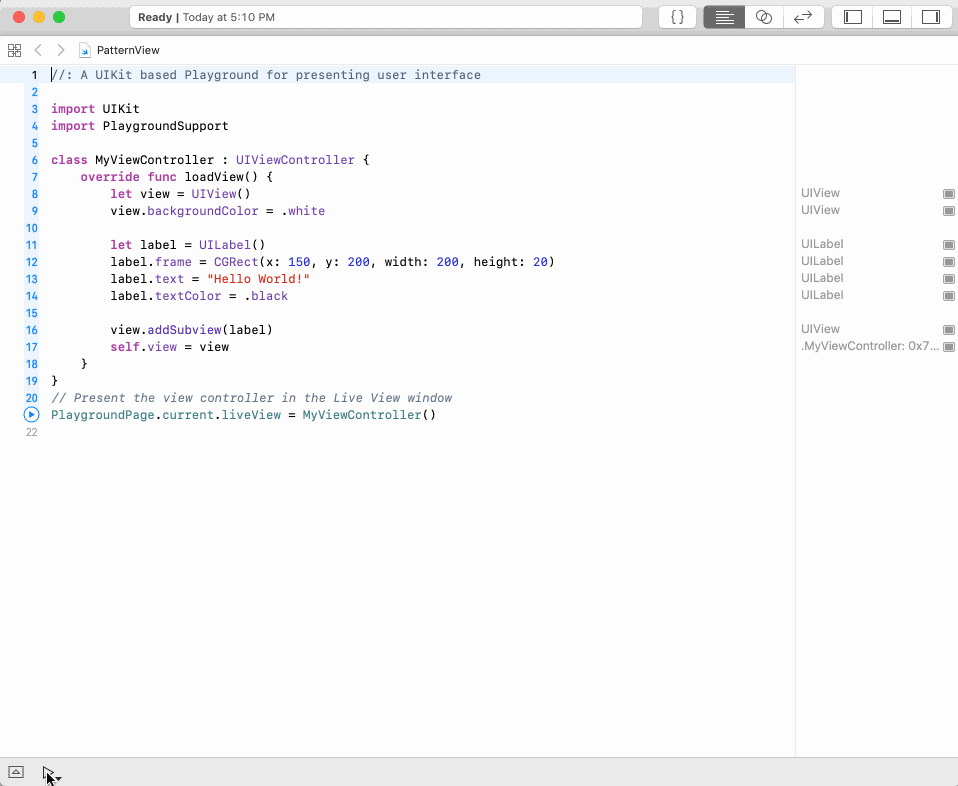 Ready | Today at 5:10 PM
{ }
PatternView
1 //: A UIKit based Playground for presenting user interface
2
3 import UIKit
4 import PlaygroundSupport
5
6 class MyViewController : UIViewController {
7     override func loadView() {
8         let view = UIView() UIView
9         view.backgroundColor = .white UIView
10
11         let label = UILabel() UILabel
12         label.frame = CGRect(x: 150, y: 200, width: 200, height: 20) UILabel
13         label.text = "Hello World!" UILabel
14         label.textColor = .black UILabel
15
16         view.addSubview(label) UIView
17         self.view = view .MyViewController: 0x7...
18     }
19 }
20 // Present the view controller in the Live View window
PlaygroundPage.current.liveView = MyViewController()
22